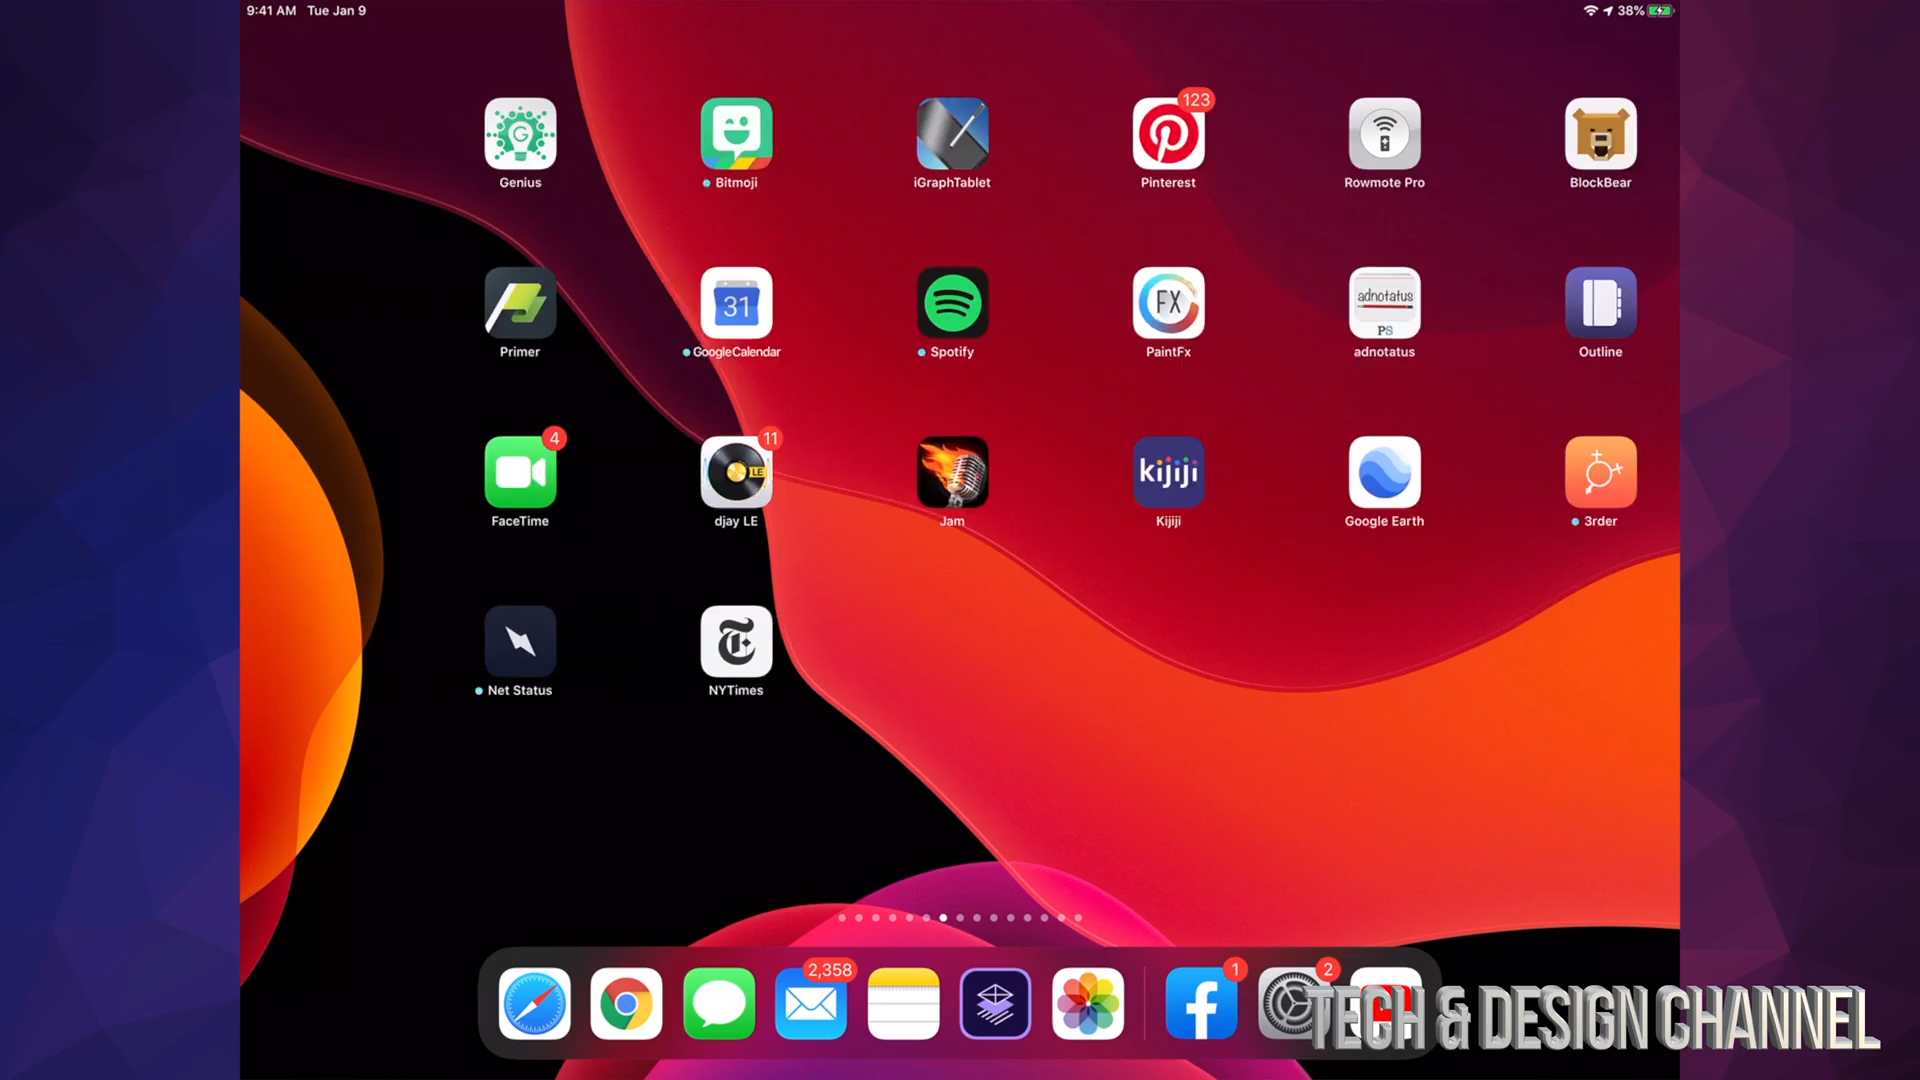 9:41 AM Tue Jan 9
38%
123
Genius
Bitmoji
iGraphTablet
Pinterest
Rowmote Pro
BlockBear
31
FX
adnotatus
PS
Primer
GoogleCalendar
Spotify
PaintFx
adnotatus
Outline
4
11
LE
kijiji
FaceTime
djay LE
Jam
Kijiji
Google Earth
3rder
Net Status
NYTimes
2,358
1
2
TECH & DESIGN CHANNEL